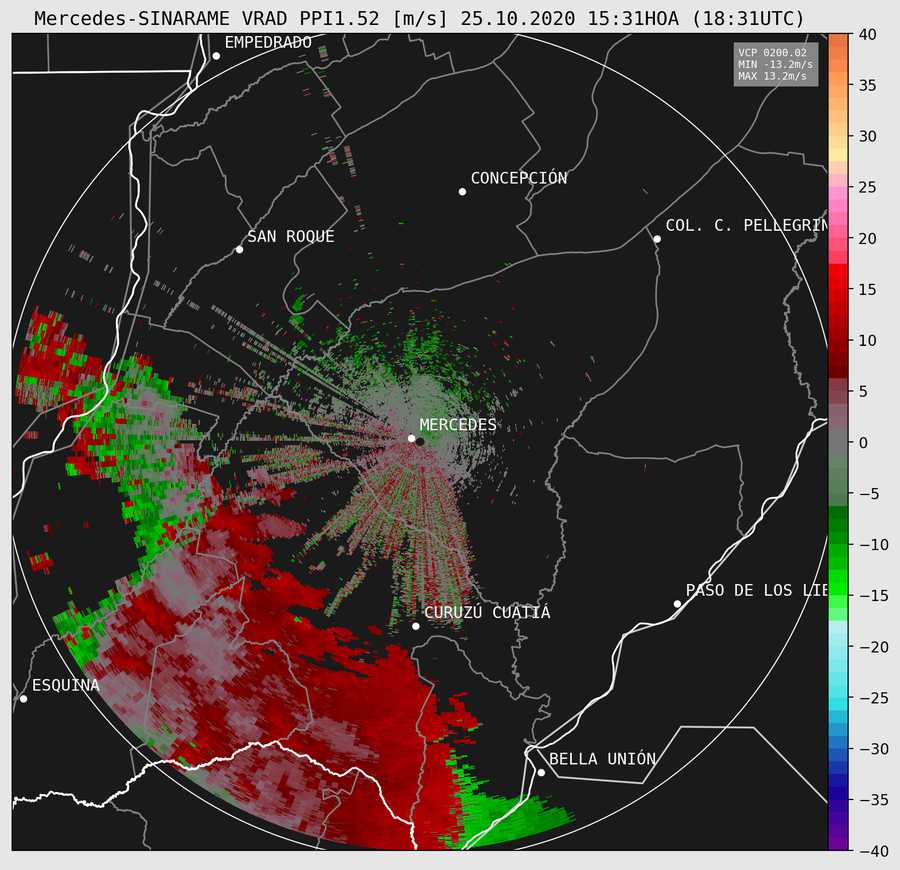 Mercedes-SINARAME VRAD PPI1.52 [m/s] 25.10.2020 15:31HOA (18:31UTC)
EMPEDRADO
VCP 0200.02
MIN -13.2m/s
MAX 13.2m/s
CONCEPCIÓN
COL. C. PELLEGRIN
SAN ROQUE
MERCEDES
PASO DE LOS LIE
CURUZÚ CUATIÁ
ESQUINA
BELLA UNIÓN
40
35
30
25
20
15
10
5
0
−5
−10
−15
−20
−25
−30
−35
−40